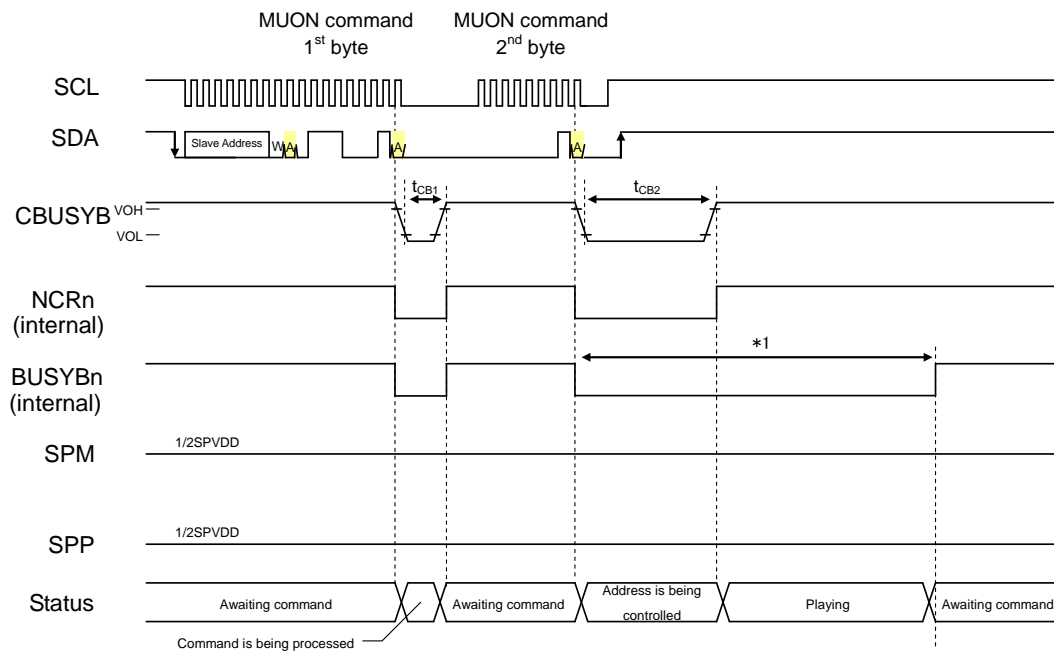 MUON command
1st byte
MUON command
2nd byte
SCL
SDA
Slave Address
W
A
A
A
tCB1
tCB2
CBUSYB
VOH
VOL
NCRn
(internal)
*1
BUSYBn
(internal)
SPM
1/2SPVDD
SPP
1/2SPVDD
Status
Awaiting command
Awaiting command
Address is being
controlled
Playing
Awaiting command
Command is being processed